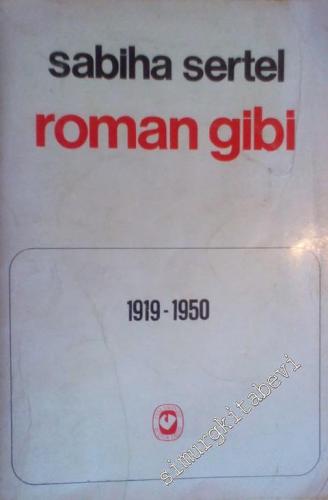 sabiha sertel
roman gibi
1919 - 1950
simurgkitabevi